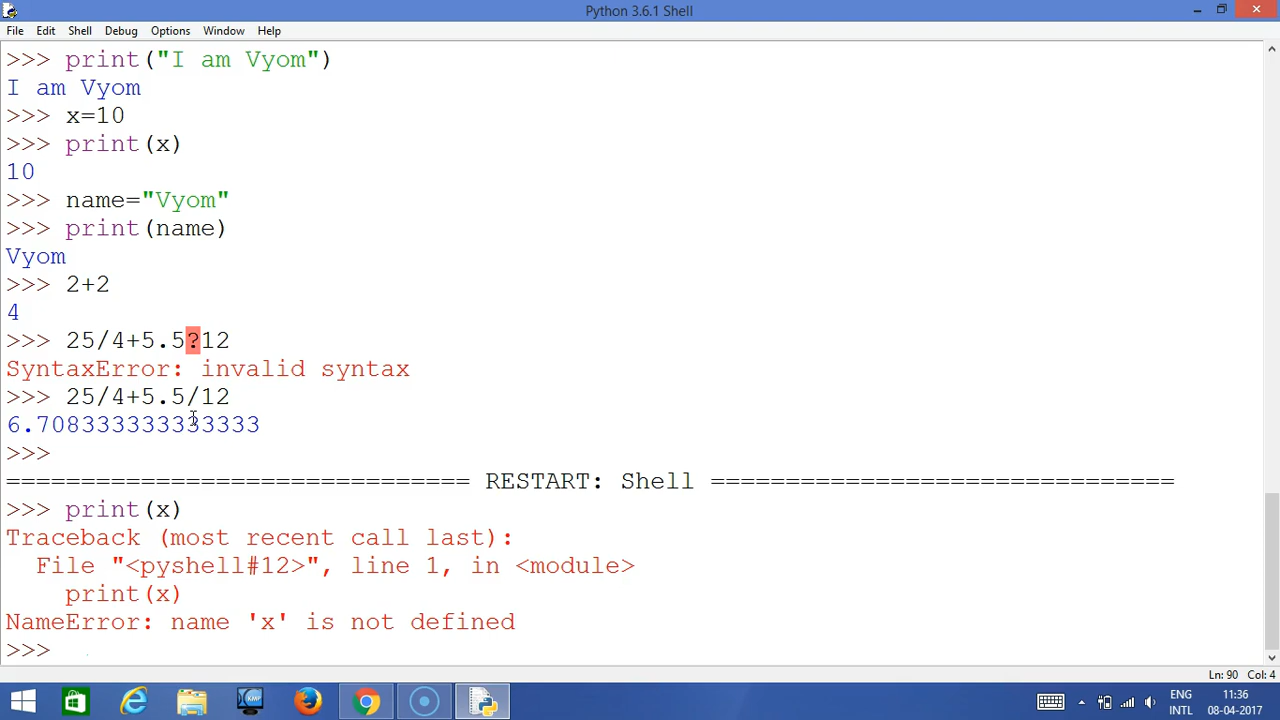 Python 3.6.1 Shell
File Edit Shell Debug Options Window Help
>>> print("I am Vyom")
I am Vyom
>>> x=10
>>> print(x)
10
>>> name="Vyom"
>>> print(name)
Vyom
>>> 2+2
4
>>> 25/4+5.5?12
SyntaxError: invalid syntax
>>> 25/4+5.5/12
6.708333333333333
>>>
=============================== RESTART: Shell ===============================
>>> print(x)
Traceback (most recent call last):
  File "<pyshell#12>", line 1, in <module>
    print(x)
NameError: name 'x' is not defined
>>>
Ln: 90 Col: 4
KMP
ENG 11:36
INTL 08-04-2017